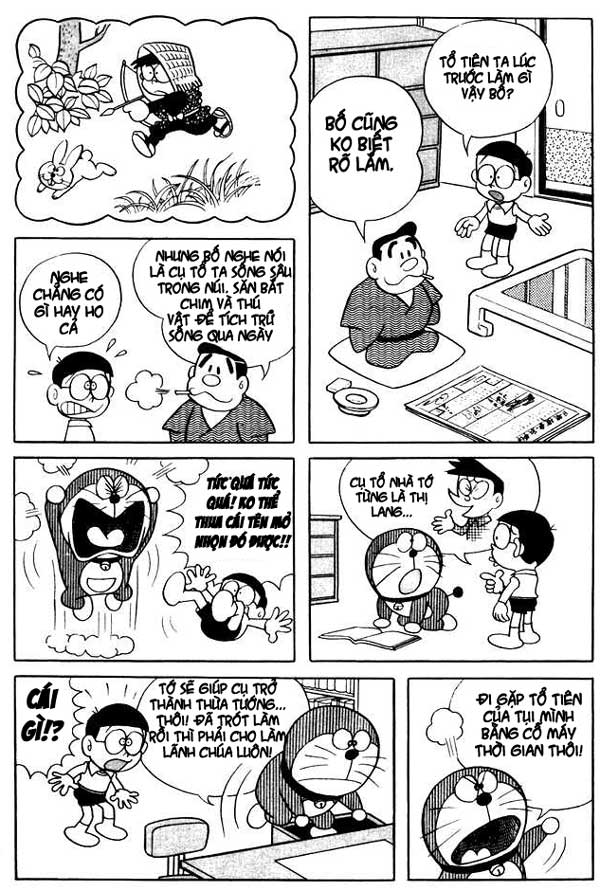 TỔ TIÊN TA LÚC
TRƯỚC LÀM GÌ
VẬY BỐ?
BỐ CŨNG
KO BIẾT
RÕ LẮM.
NHƯNG BỐ NGHE NÓI
LÀ CỤ TỔ TA SỐNG SÂU
TRONG NÚI, SĂN BẮT
CHIM VÀ THÚ
VẬT ĐỂ TÍCH TRỮ
SỐNG QUA NGÀY
NGHE
CHẲNG CÓ
GÌ HAY HO
CẢ
CỤ TỔ NHÀ TỚ
TỪNG LÀ THỊ
LANG...
TỨC QUÁ TỨC
QUÁ! KO THỂ
THUA CÁI TÊN MỎ
NHỌN ĐÓ ĐƯỢC!!
ĐI GẶP TỔ TIÊN
CỦA TỤI MÌNH
BẰNG CỖ MÁY
THỜI GIAN THÔI!
TỚ SẼ GIÚP CỤ TRỞ
THÀNH THỪA TƯỚNG...
THÔI! ĐÃ TRÓT LÀM
RỒI THÌ PHẢI CHO LÀM
LÃNH CHÚA LUÔN!
CÁI
GÌ!?